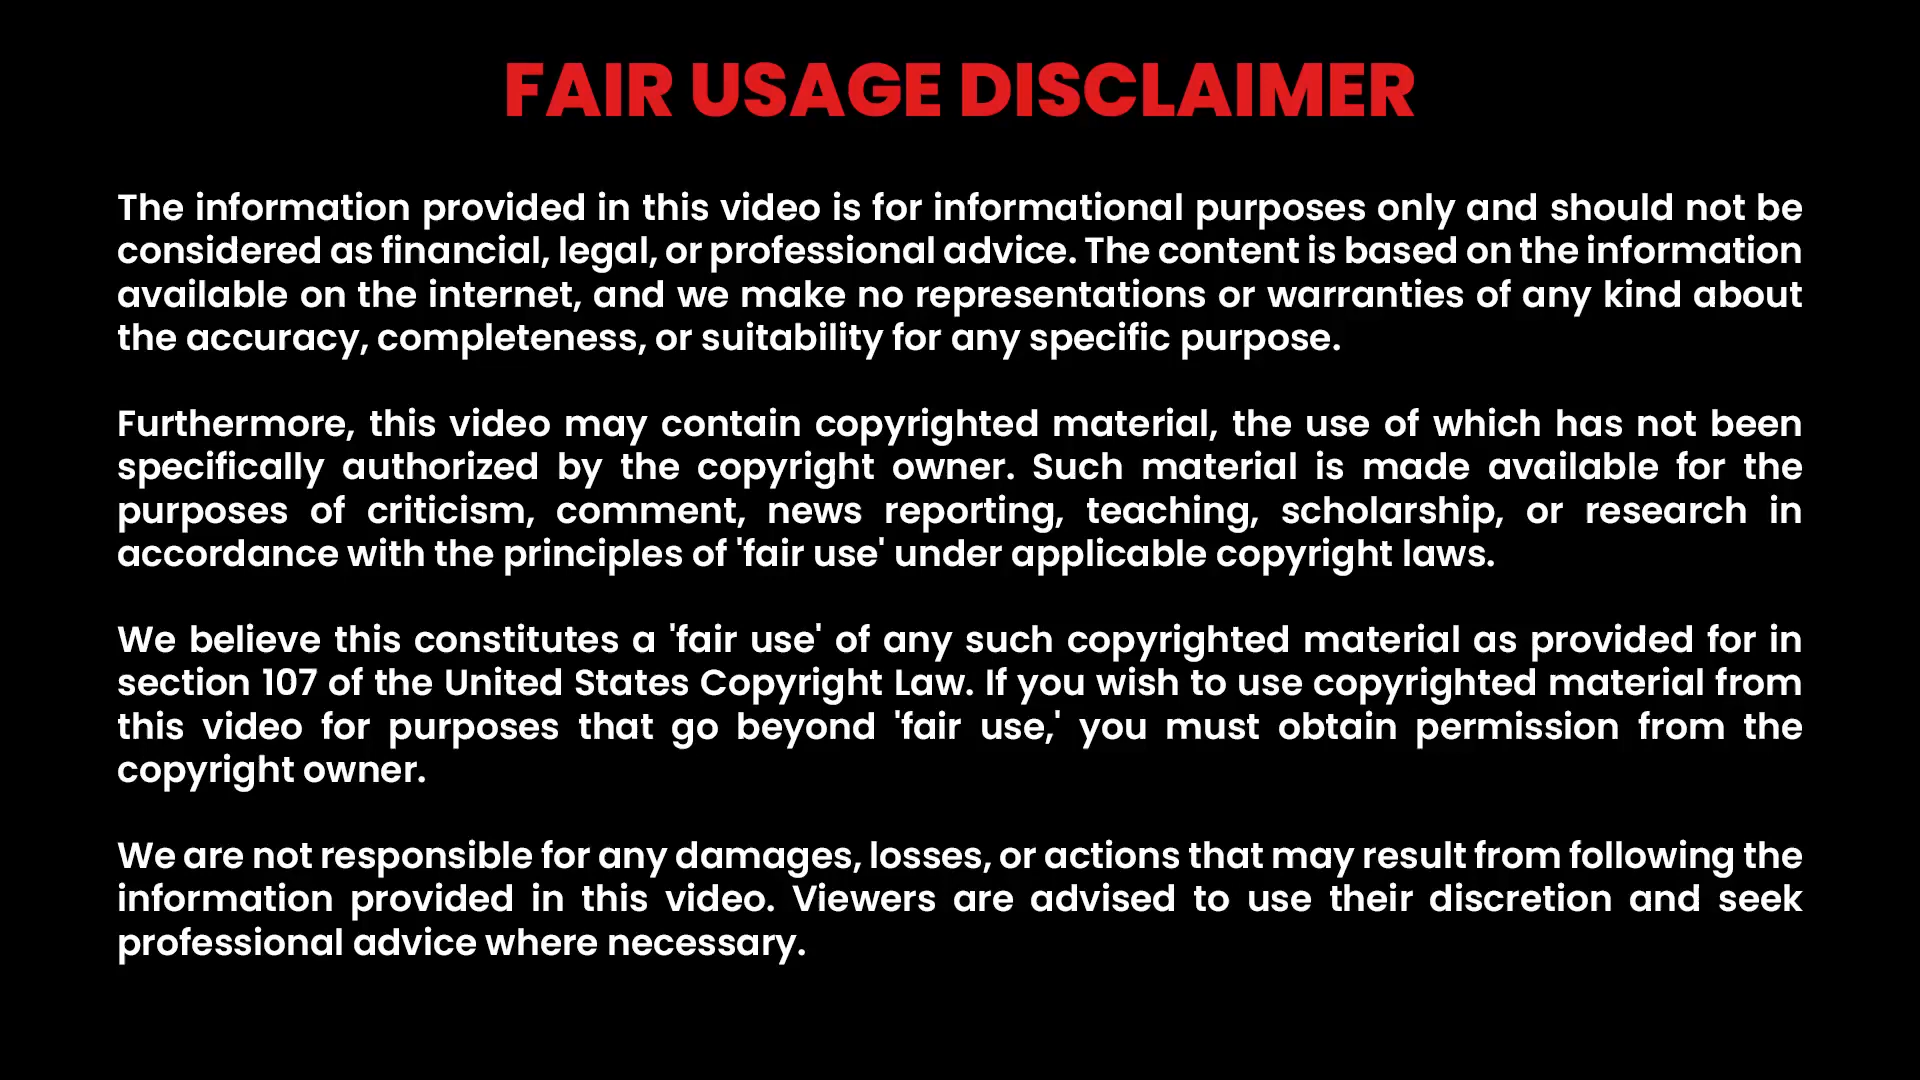 FAIR USAGE DISCLAIMER
The information provided in this video is for informational purposes only and should not be
considered as financial, legal, or professional advice. The content is based on the information
available on the internet, and we make no representations or warranties of any kind about
the accuracy, completeness, or suitability for any specific purpose.
Furthermore, this video may contain copyrighted material, the use of which has not been
specifically authorized by the copyright owner. Such material is made available for the
purposes of criticism, comment, news reporting, teaching, scholarship, or research in
accordance with the principles of 'fair use' under applicable copyright laws.
We believe this constitutes a 'fair use' of any such copyrighted material as provided for in
section 107 of the United States Copyright Law. If you wish to use copyrighted material from
this video for purposes that go beyond 'fair use,' you must obtain permission from the
copyright owner.
We are not responsible for any damages, losses, or actions that may result from following the
information provided in this video. Viewers are advised to use their discretion and seek
professional advice where necessary.